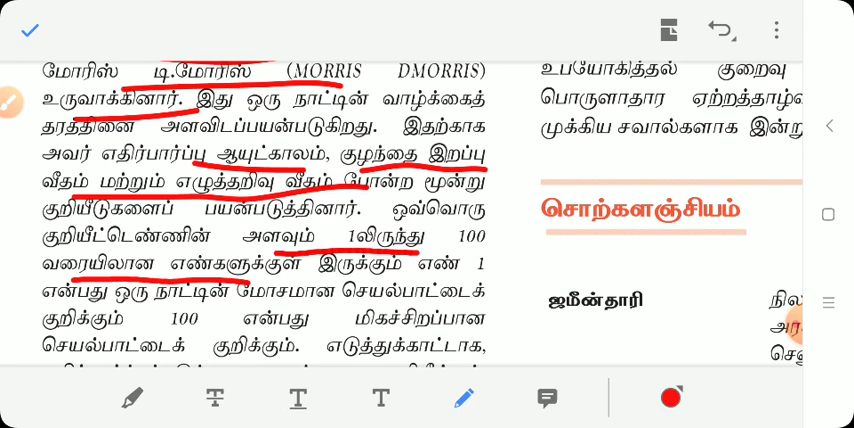 மோரிஸ் டி.மோரிஸ் (MORRIS DMORRIS)
உருவாக்கினார். இது ஒரு நாட்டின் வாழ்க்கைத்
தரத்தினை அளவிடப்பயன்படுகிறது. இதற்காக
அவர் எதிர்பார்ப்பு ஆயுட்காலம், குழந்தை இறப்பு
வீதம் மற்றும் எழுத்தறிவு வீதம் போன்ற மூன்று
குறியீடுகளைப் பயன்படுத்தினார். ஒவ்வொரு
குறியீட்டெண்ணின் அளவும் 1லிருந்து 100
வரையிலான எண்களுக்குள் இருக்கும் எண் 1
என்பது ஒரு நாட்டின் மோசமான செயல்பாட்டைக்
குறிக்கும் 100 என்பது மிகச்சிறப்பான
செயல்பாட்டைக் குறிக்கும். எடுத்துக்காட்டாக,
உபயோகித்தல் குறைவு
பொருளாதார ஏற்றத்தாழ்வ
முக்கிய சவால்களாக இன்று
சொற்களஞ்சியம்
ஜமீன்தாரி
நில
அர
செலு